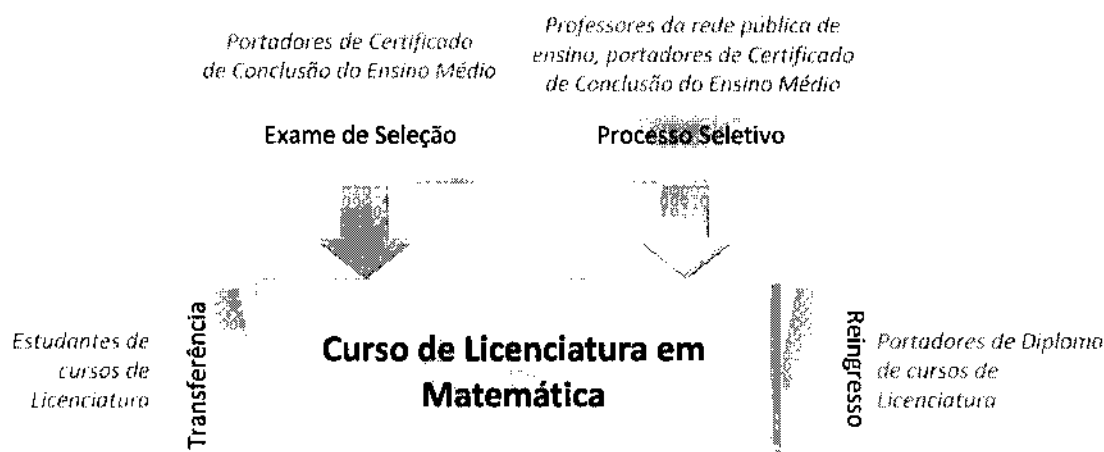 Portadores de Certificado
de Conclusão do Ensino Médio
Professores da rede pública de
ensino, portadores de Certificado
de Conclusão do Ensino Médio
Exame de Seleção
Processo Seletivo
Estudantes de
cursos de
Licenciatura
Transferência
Curso de Licenciatura em
Matemática
Reingresso
Portadores de Diploma
de cursos de
Licenciatura